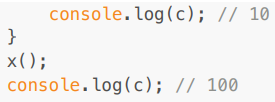 console.log(c); // 10
}
x();
console.log(c); // 100